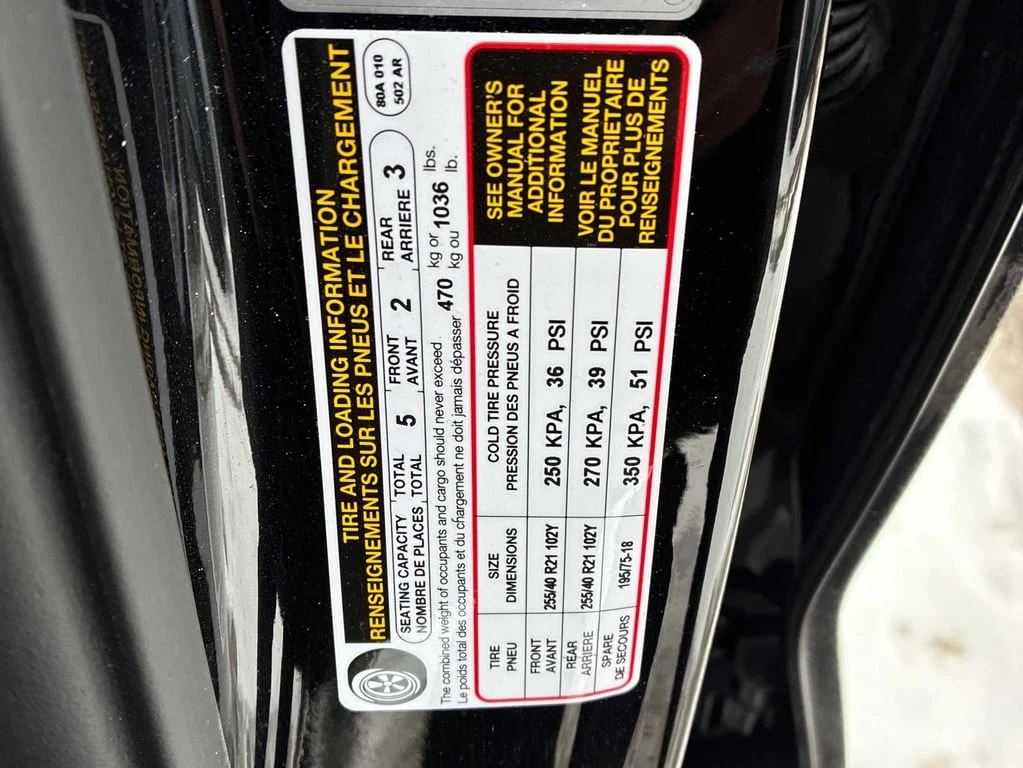 TIRE AND LOADING INFORMATION
RENSEIGNEMENTS SUR LES PNEUS ET LE CHARGEMENT
80A 010
502 AR
SEATING CAPACITY TOTAL 5 FRONT 2 REAR 3
NOMBRE DE PLACES TOTAL AVANT ARRIERE
The combined weight of occupants and cargo should never exceed 470 kg or 1036 lbs.
Le poids total des occupants et du chargement ne doit jamais dépasser kg ou lb.
TIRE SIZE COLD TIRE PRESSURE
PNEU DIMENSIONS PRESSION DES PNEUS A FROID
FRONT
AVANT 255/40 R21 102Y 250 KPA, 36 PSI
REAR
ARRIERE 255/40 R21 102Y 270 KPA, 39 PSI
SPARE
DE SECOURS 195/75-18 350 KPA, 51 PSI
SEE OWNER'S
MANUAL FOR
ADDITIONAL
INFORMATION
VOIR LE MANUEL
DU PROPRIETAIRE
POUR PLUS DE
RENSEIGNEMENTS